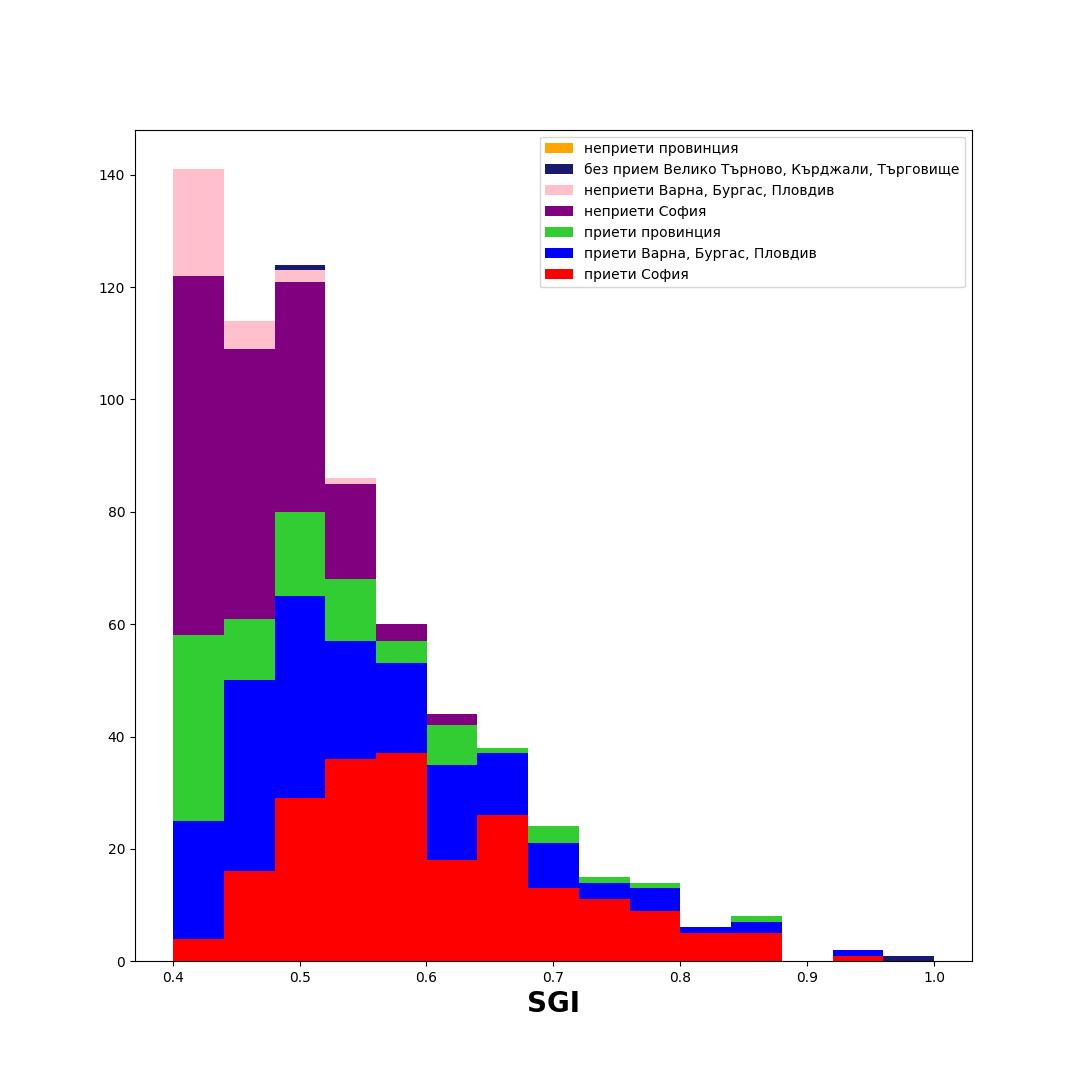 неприети провинция
без прием Велико Търново, Кърджали, Търговище
неприети Варна, Бургас, Пловдив
неприети София
приети провинция
приети Варна, Бургас, Пловдив
приети София
140
120
100
80
60
40
20
0
0.4 0.5 0.6 0.7 0.8 0.9 1.0
SGI